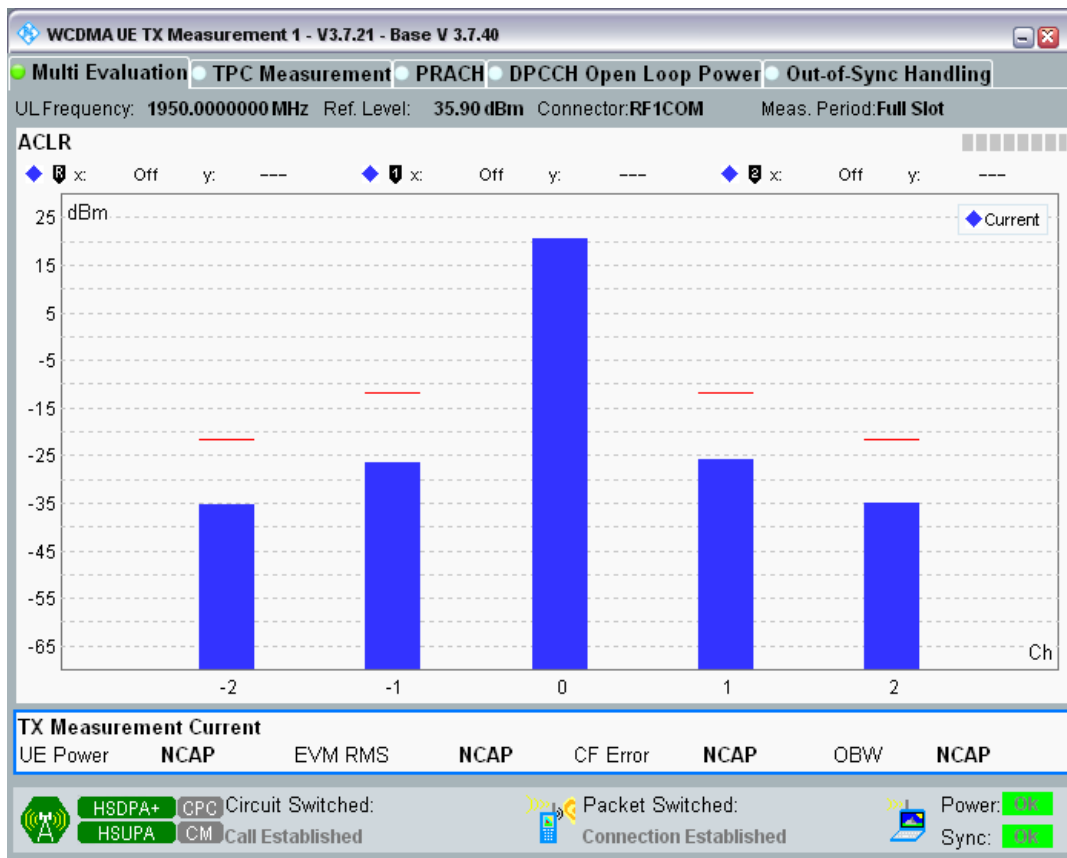 WCDMA UE TX Measurement 1 - V3.7.21 - Base V 3.7.40
Multi Evaluation TPC Measurement PRACH DPCCH Open Loop Power Out-of-Sync Handling
UL Frequency: 1950.0000000 MHz Ref. Level: 35.90 dBm Connector:RF1COM Meas. Period:Full Slot
ACLR
R x: Off y: --- 1 x: Off y: --- 2 x: Off y: ---
dBm
Current
25
15
5
-5
-15
-25
-35
-45
-55
-65
Ch
-2 -1 0 1 2
TX Measurement Current
UE Power NCAP EVM RMS NCAP CF Error NCAP OBW NCAP
HSDPA+ CPC Circuit Switched: Packet Switched: Power: Ok
HSUPA CM Call Established Connection Established Sync: Ok